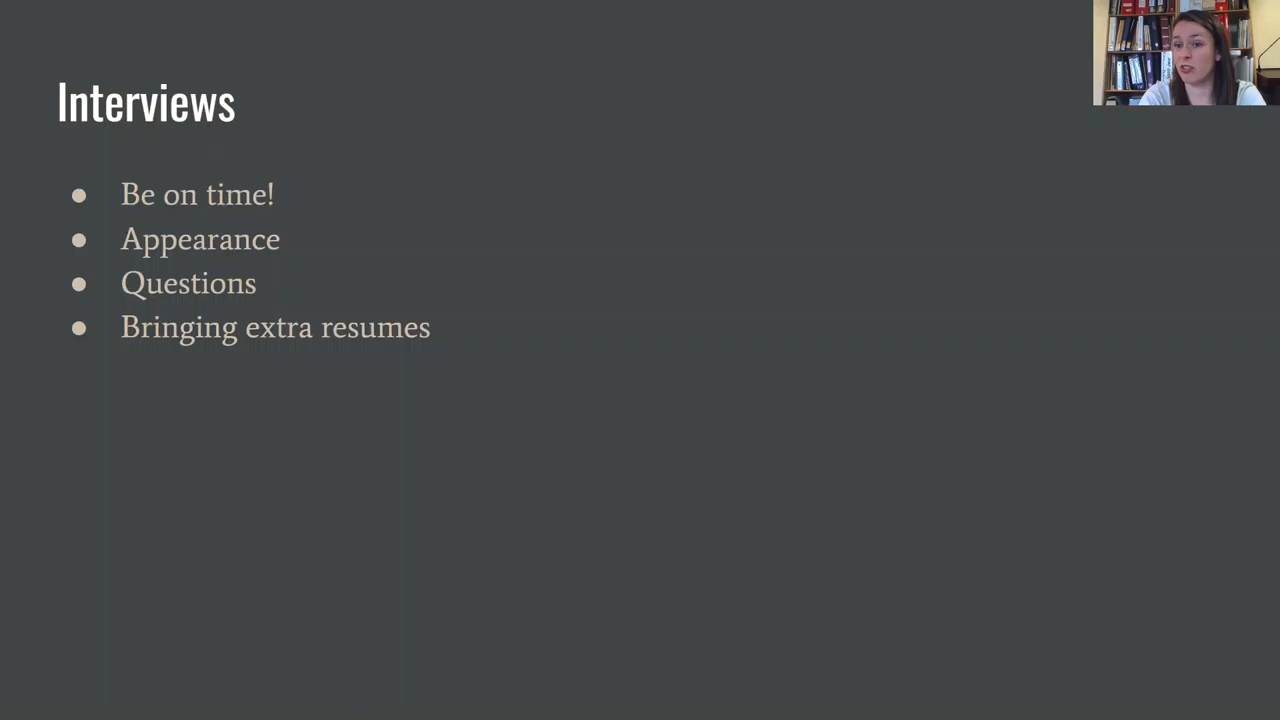 Interviews
● Be on time!
● Appearance
● Questions
● Bringing extra resumes